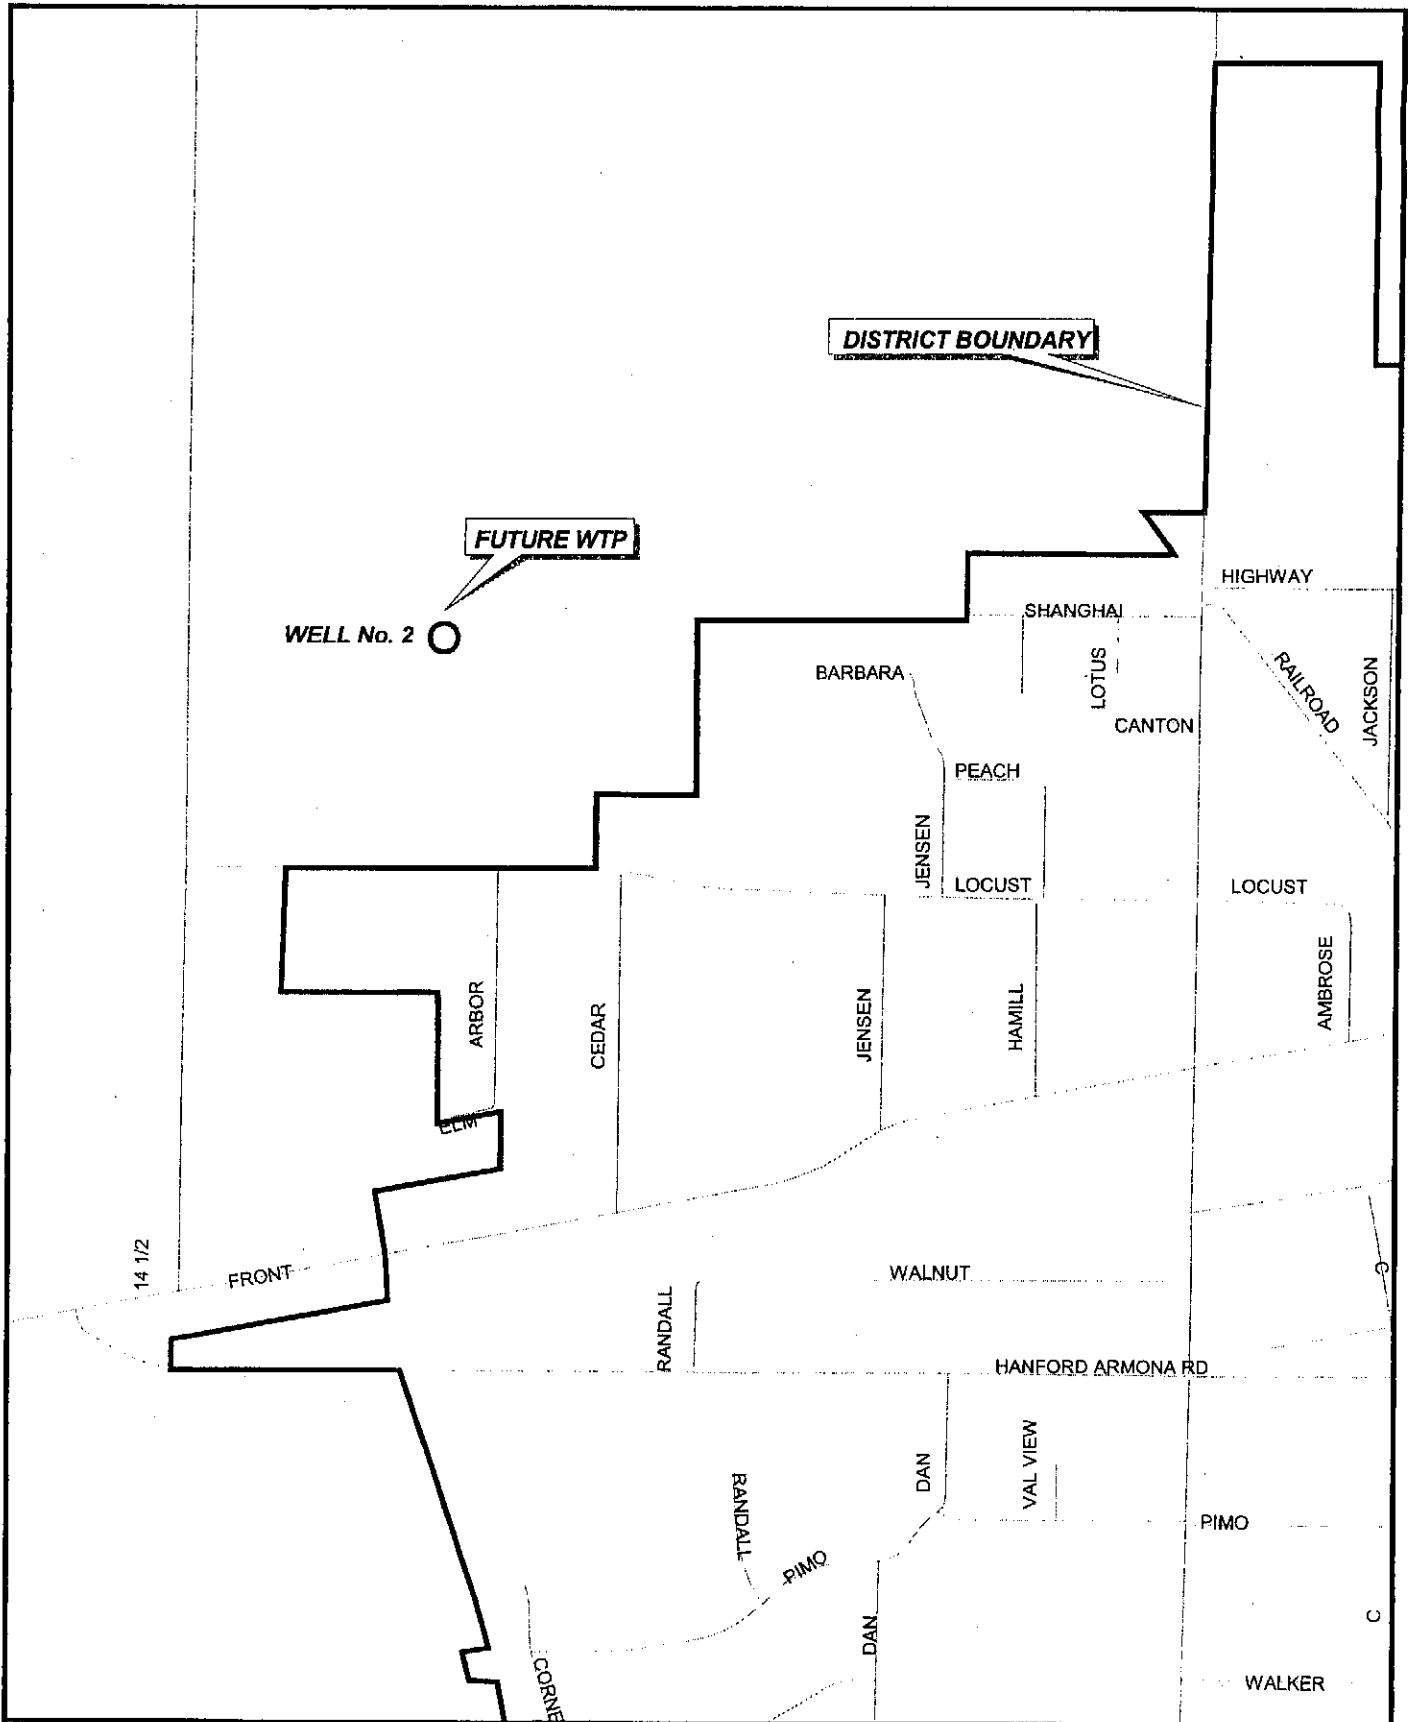 DISTRICT BOUNDARY
FUTURE WTP
HIGHWAY
SHANGHAI
WELL No. 2
BARBARA
LOTUS
RAILROAD
JACKSON
CANTON
PEACH
JENSEN
LOCUST
LOCUST
ARBOR
CEDAR
JENSEN
HAMILL
AMBROSE
ELM
14 1/2
FRONT
WALNUT
C
RANDALL
HANFORD ARMONA RD
RANDALL
DAN
VAL VIEW
PIMO
PIMO
DAN
C
CORNE
WALKER